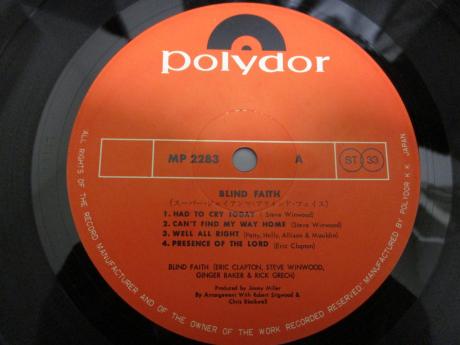 polydor
MP 2283 A ST 33
BLIND FAITH
(スーパー・ジャイアンツ/ブラインド・フェイス)
1. HAD TO CRY TODAY (Steve Winwood)
2. CAN'T FIND MY WAY HOME (Steve Winwood)
3. WELL ALL RIGHT (Petty, Holly, Allison & Mauldin)
4. PRESENCE OF THE LORD (Eric Clapton)
BLIND FAITH (ERIC CLAPTON, STEVE WINWOOD,
GINGER BAKER & RICK GRECH)
Produced by Jimmy Miller
By Arrangement With Robert Stigwood &
Chris Blackwell
ALL RIGHTS OF THE RECORD MANUFACTURER AND OF THE OWNER OF THE WORK RECORDED RESERVED MANUFACTURED BY POLYDOR K.K. JAPAN